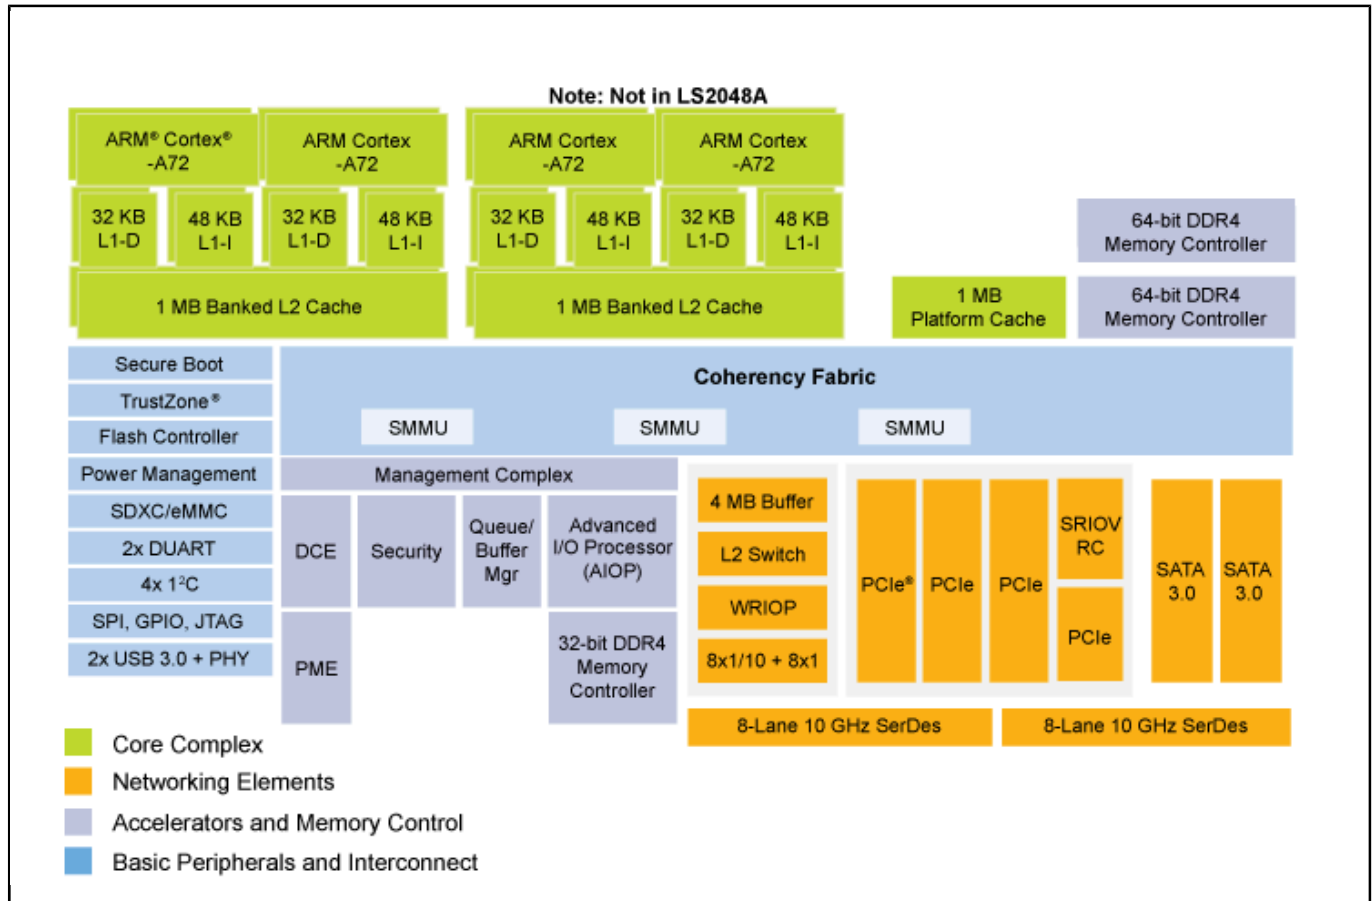 Note: Not in LS2048A
ARM® Cortex®
-A72
ARM Cortex
-A72
ARM Cortex
-A72
ARM Cortex
-A72
32 KB
L1-D
48 KB
L1-I
32 KB
L1-D
48 KB
L1-I
32 KB
L1-D
48 KB
L1-I
32 KB
L1-D
48 KB
L1-I
1 MB Banked L2 Cache
1 MB Banked L2 Cache
1 MB
Platform Cache
64-bit DDR4
Memory Controller
64-bit DDR4
Memory Controller
Secure Boot
TrustZone®
Flash Controller
Power Management
SDXC/eMMC
2x DUART
4x 1²C
SPI, GPIO, JTAG
2x USB 3.0 + PHY
Coherency Fabric
SMMU
SMMU
SMMU
Management Complex
DCE
Security
Queue/
Buffer
Mgr
Advanced
I/O Processor
(AIOP)
PME
32-bit DDR4
Memory
Controller
4 MB Buffer
L2 Switch
WRIOP
8x1/10 + 8x1
PCIe®
PCIe
PCIe
SRIOV
RC
PCIe
SATA
3.0
SATA
3.0
8-Lane 10 GHz SerDes
8-Lane 10 GHz SerDes
Core Complex
Networking Elements
Accelerators and Memory Control
Basic Peripherals and Interconnect